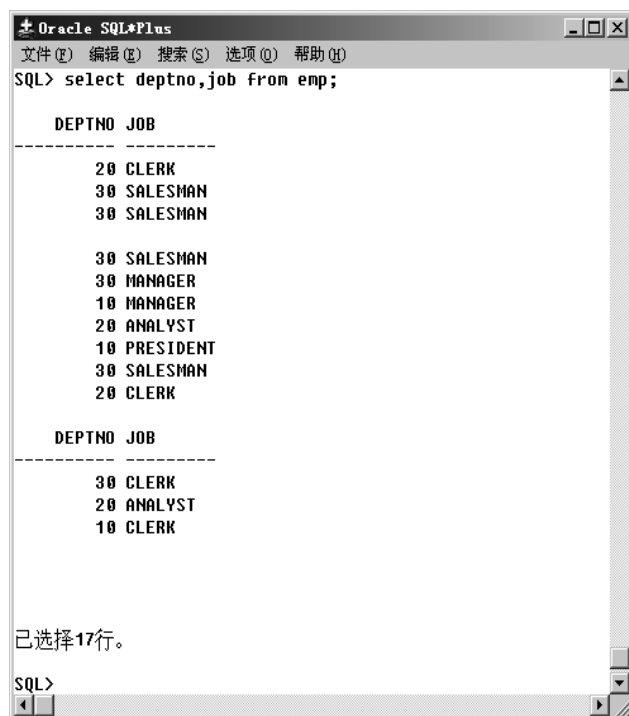 Oracle SQL*Plus
文件(F) 编辑(E) 搜索(S) 选项(O) 帮助(H)
SQL> select deptno,job from emp;
DEPTNO JOB
---------- ---------
20 CLERK
30 SALESMAN
30 SALESMAN
30 SALESMAN
30 MANAGER
10 MANAGER
20 ANALYST
10 PRESIDENT
30 SALESMAN
20 CLERK
DEPTNO JOB
---------- ---------
30 CLERK
20 ANALYST
10 CLERK
已选择17行。
SQL>